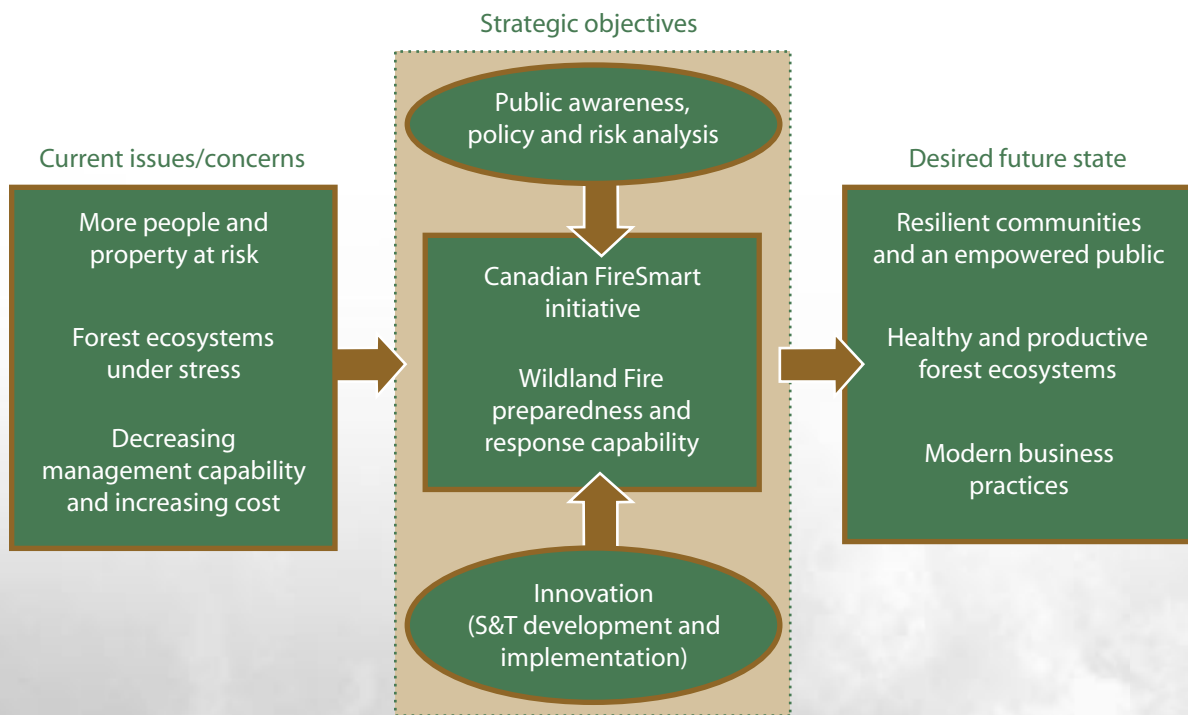 Strategic objectives
Public awareness,
policy and risk analysis
Current issues/concerns
More people and
property at risk
Forest ecosystems
under stress
Decreasing
management capability
and increasing cost
Canadian FireSmart
initiative
Wildland Fire
preparedness and
response capability
Innovation
(S&T development and
implementation)
Desired future state
Resilient communities
and an empowered public
Healthy and productive
forest ecosystems
Modern business
practices